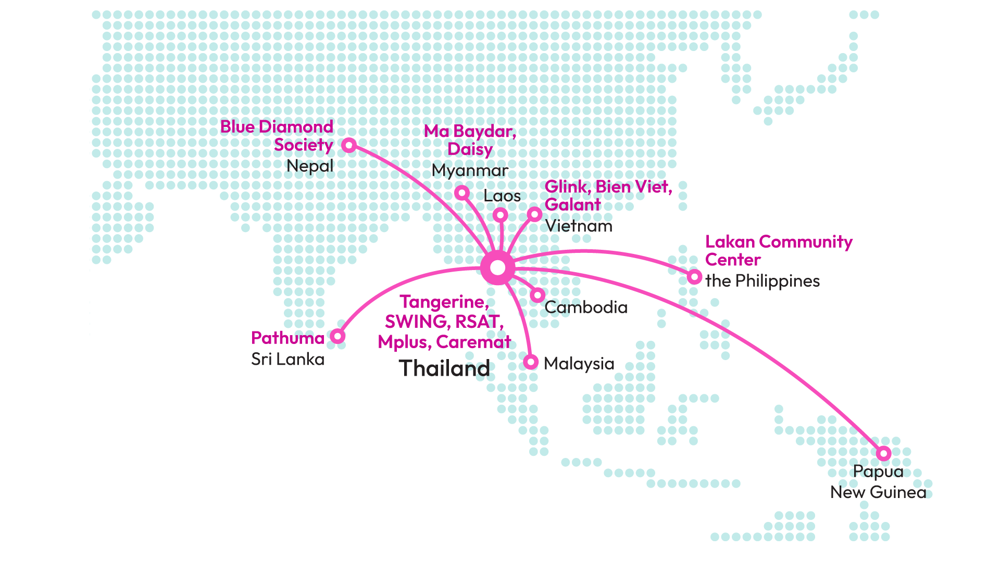 Blue Diamond
Society
Nepal
Ma Baydar,
Daisy
Myanmar
Laos
Glink, Bien Viet,
Galant
Vietnam
Lakan Community
Center
the Philippines
Cambodia
Tangerine,
SWING, RSAT,
Mplus, Caremat
Thailand
Pathuma
Sri Lanka
Malaysia
Papua
New Guinea